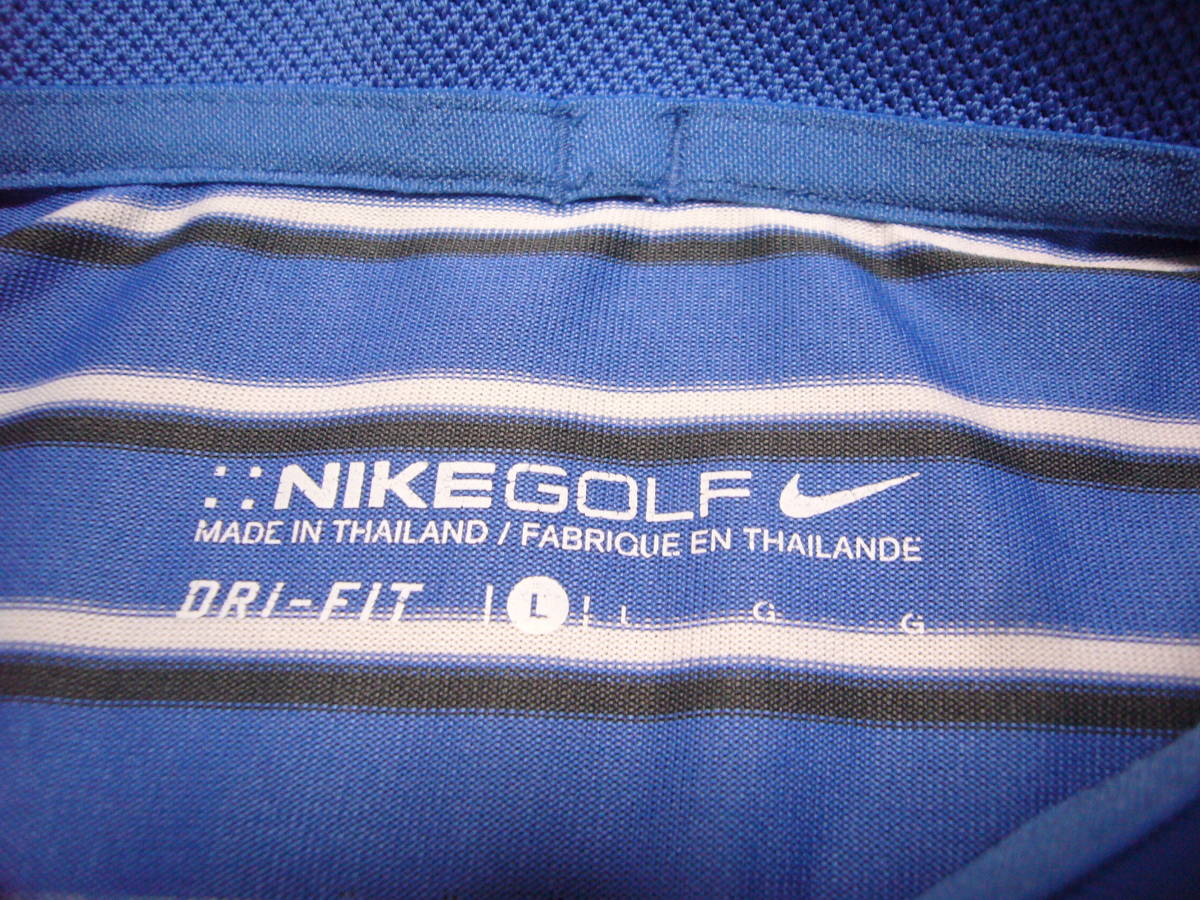 ::NIKEGOLF
MADE IN THAILAND / FABRIQUE EN THAILANDE
DRI-FIT | L | L G G